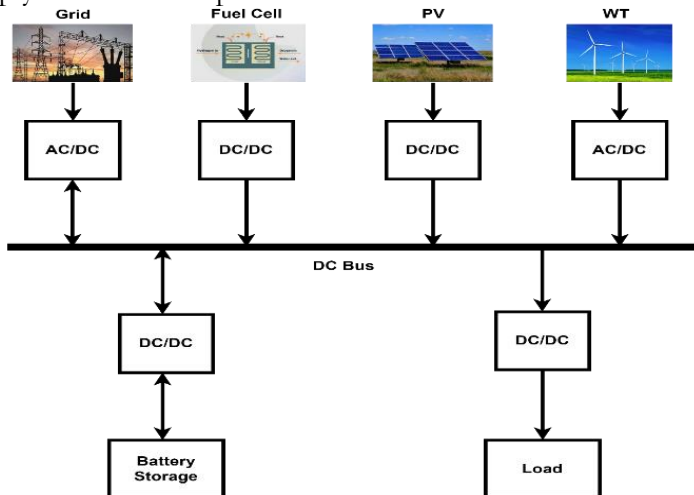 Grid
Fuel Cell
PV
WT
AC/DC
DC/DC
DC/DC
AC/DC
DC Bus
DC/DC
DC/DC
Battery
Storage
Load